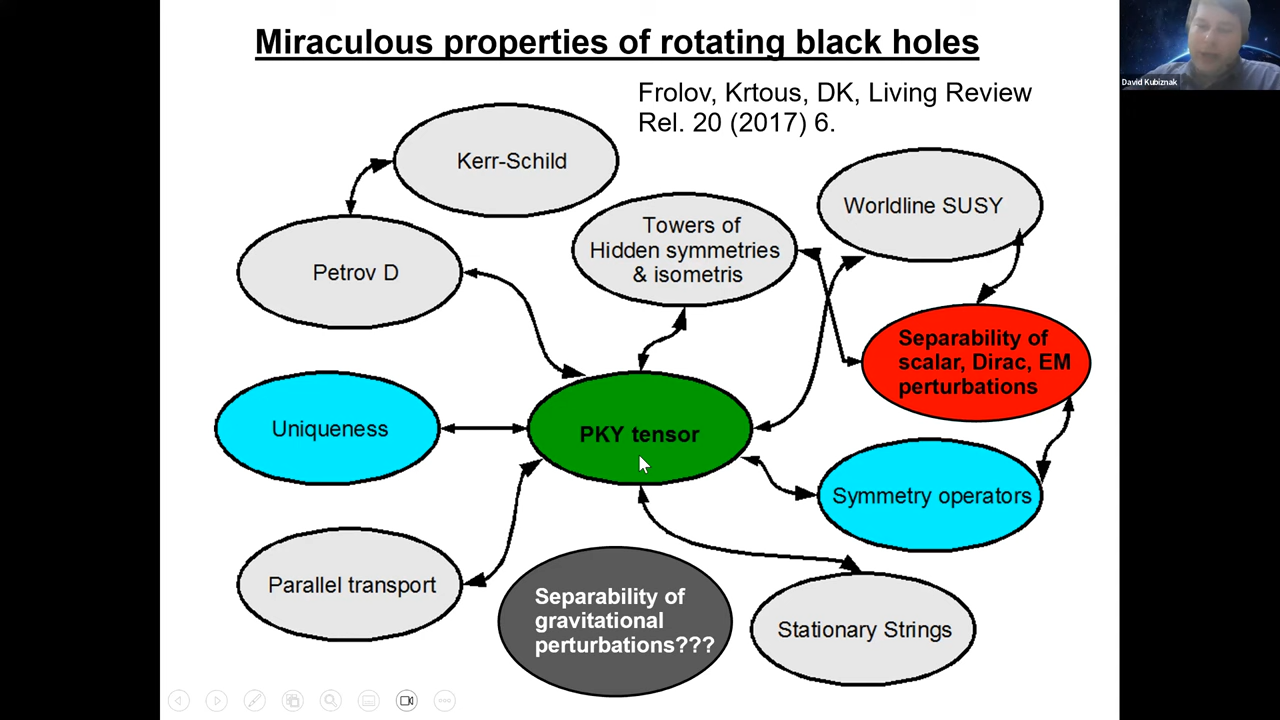 Miraculous properties of rotating black holes
David Kubiznak
Frolov, Krtous, DK, Living Review
Rel. 20 (2017) 6.
Kerr-Schild
Worldline SUSY
Towers of
Hidden symmetries
& isometris
Petrov D
Separability of
scalar, Dirac, EM
perturbations
Uniqueness
PKY tensor
Symmetry operators
Parallel transport
Separability of
gravitational
perturbations???
Stationary Strings